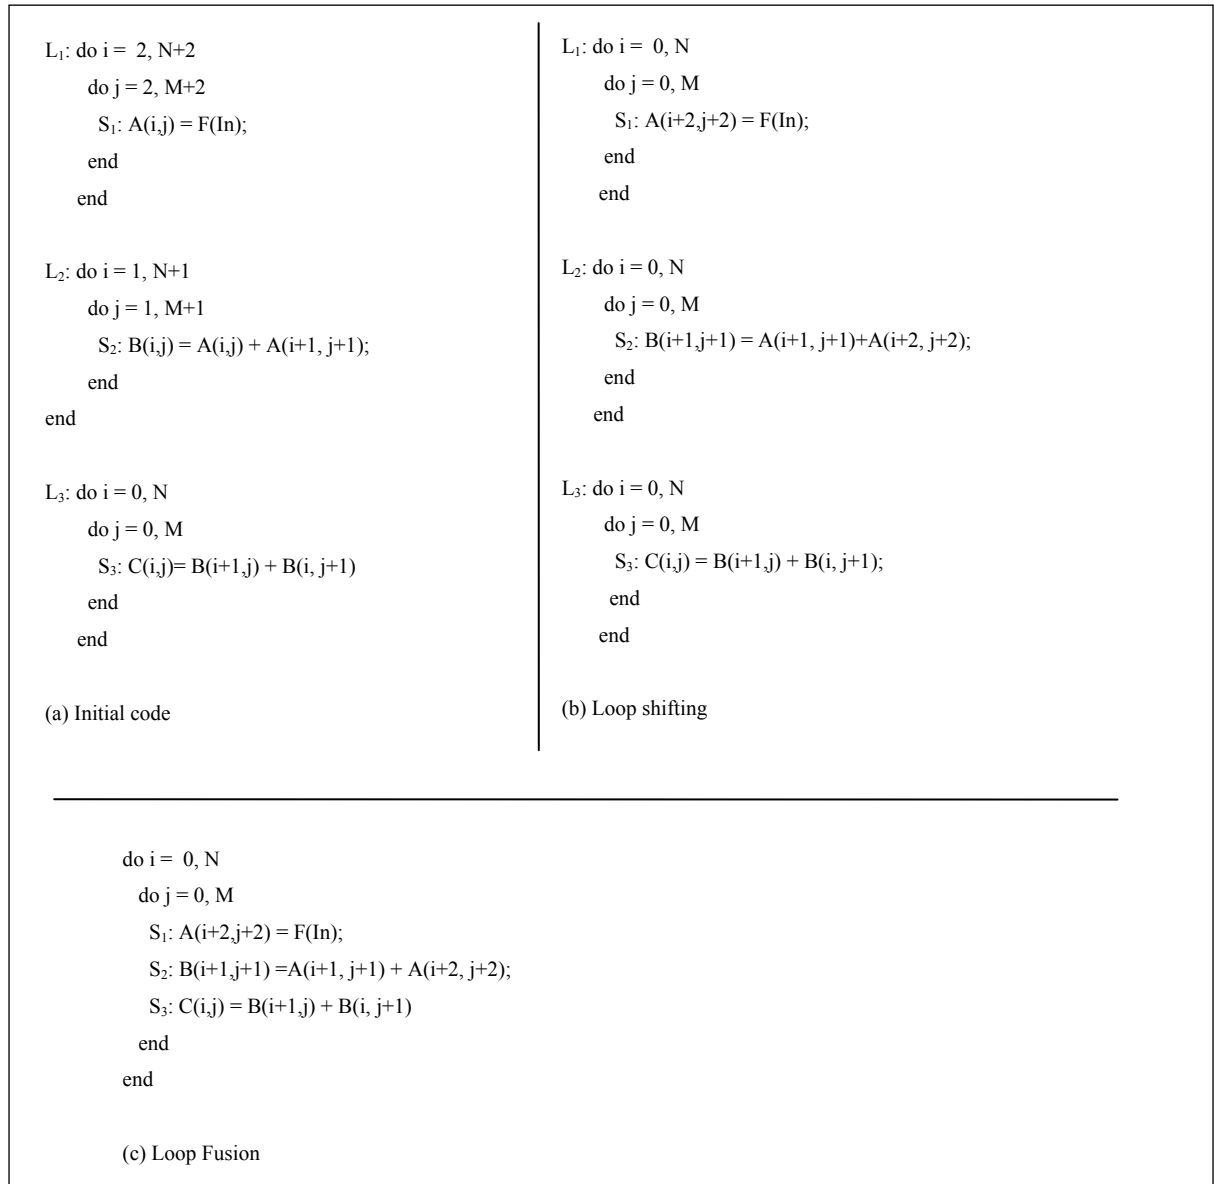 L₁: do i = 2, N+2
do j = 2, M+2
S₁: A(i,j) = F(In);
end
end
L₂: do i = 1, N+1
do j = 1, M+1
S₂: B(i,j) = A(i,j) + A(i+1, j+1);
end
end
L₃: do i = 0, N
do j = 0, M
S₃: C(i,j)= B(i+1,j) + B(i, j+1)
end
end
(a) Initial code
L₁: do i = 0, N
do j = 0, M
S₁: A(i+2,j+2) = F(In);
end
end
L₂: do i = 0, N
do j = 0, M
S₂: B(i+1,j+1) = A(i+1, j+1)+A(i+2, j+2);
end
end
L₃: do i = 0, N
do j = 0, M
S₃: C(i,j) = B(i+1,j) + B(i, j+1);
end
end
(b) Loop shifting
do i = 0, N
do j = 0, M
S₁: A(i+2,j+2) = F(In);
S₂: B(i+1,j+1) =A(i+1, j+1) + A(i+2, j+2);
S₃: C(i,j) = B(i+1,j) + B(i, j+1)
end
end
(c) Loop Fusion